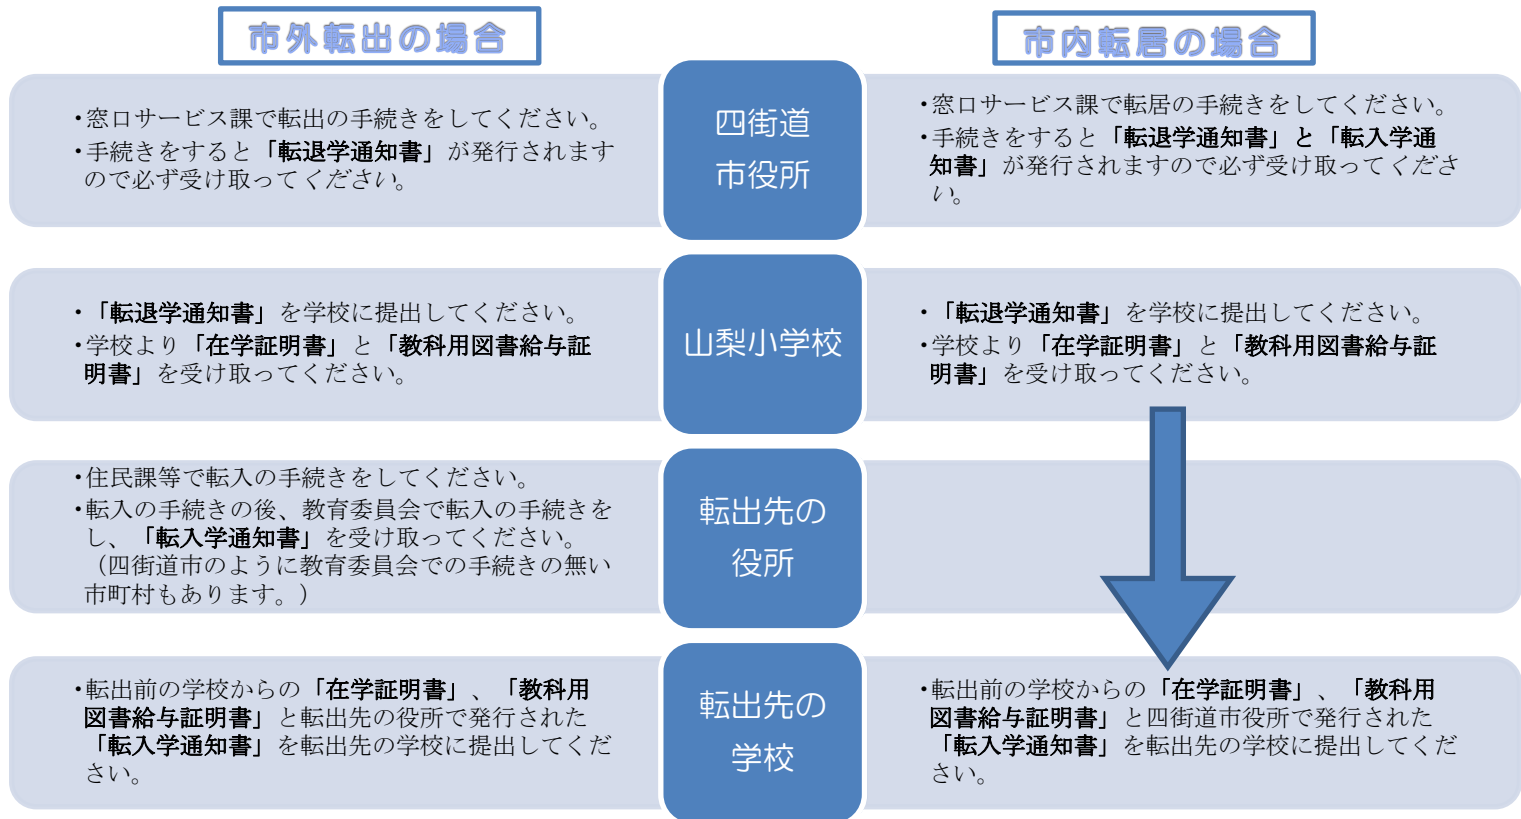 市外転出の場合
市内転居の場合
・窓口サービス課で転出の手続きをしてください。
・手続きをすると「転退学通知書」が発行されます
ので必ず受け取ってください。
四街道
市役所
・窓口サービス課で転居の手続きをしてください。
・手続きをすると「転退学通知書」と「転入学通
知書」が発行されますので必ず受け取ってくださ
い。
・「転退学通知書」を学校に提出してください。
・学校より「在学証明書」と「教科用図書給与証
明書」を受け取ってください。
山梨小学校
・「転退学通知書」を学校に提出してください。
・学校より「在学証明書」と「教科用図書給与証
明書」を受け取ってください。
・住民課等で転入の手続きをしてください。
・転入の手続きの後、教育委員会で転入の手続きを
し、「転入学通知書」を受け取ってください。
（四街道市のように教育委員会での手続きの無い
市町村もあります。）
転出先の
役所
・転出前の学校からの「在学証明書」、「教科用
図書給与証明書」と転出先の役所で発行された
「転入学通知書」を転出先の学校に提出してくだ
さい。
転出先の
学校
・転出前の学校からの「在学証明書」、「教科用
図書給与証明書」と四街道市役所で発行された
「転入学通知書」を転出先の学校に提出してくだ
さい。